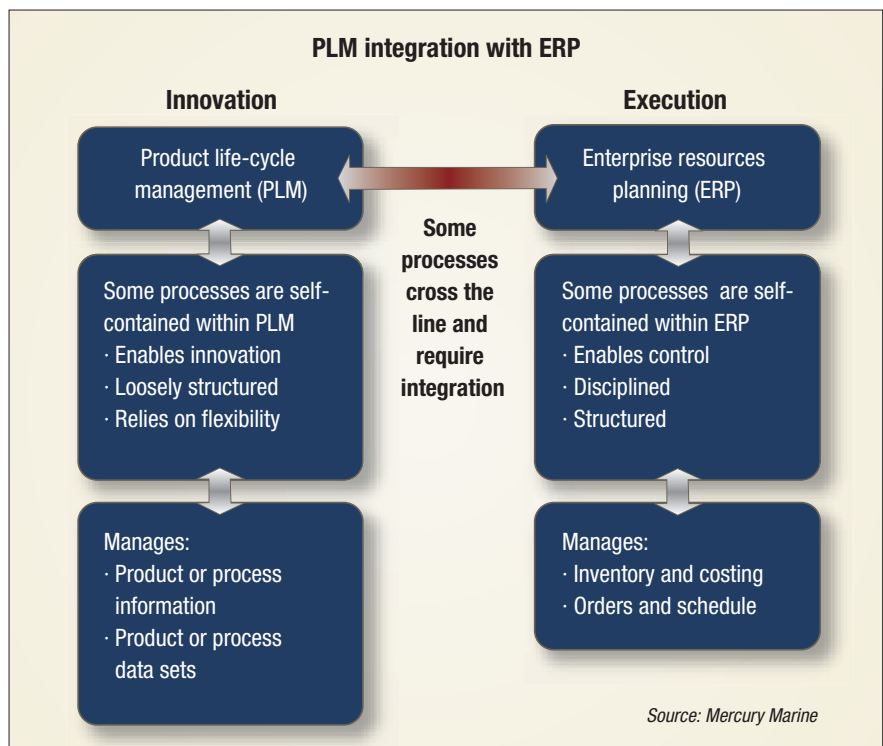 PLM integration with ERP
Innovation
Product life-cycle
management (PLM)
Some processes are self-
contained within PLM
· Enables innovation
· Loosely structured
· Relies on flexibility
Manages:
· Product or process
information
· Product or process
data sets
Some
processes
cross the
line and
require
integration
Execution
Enterprise resources
planning (ERP)
Some processes are self-
contained within ERP
· Enables control
· Disciplined
· Structured
Manages:
· Inventory and costing
· Orders and schedule
Source: Mercury Marine